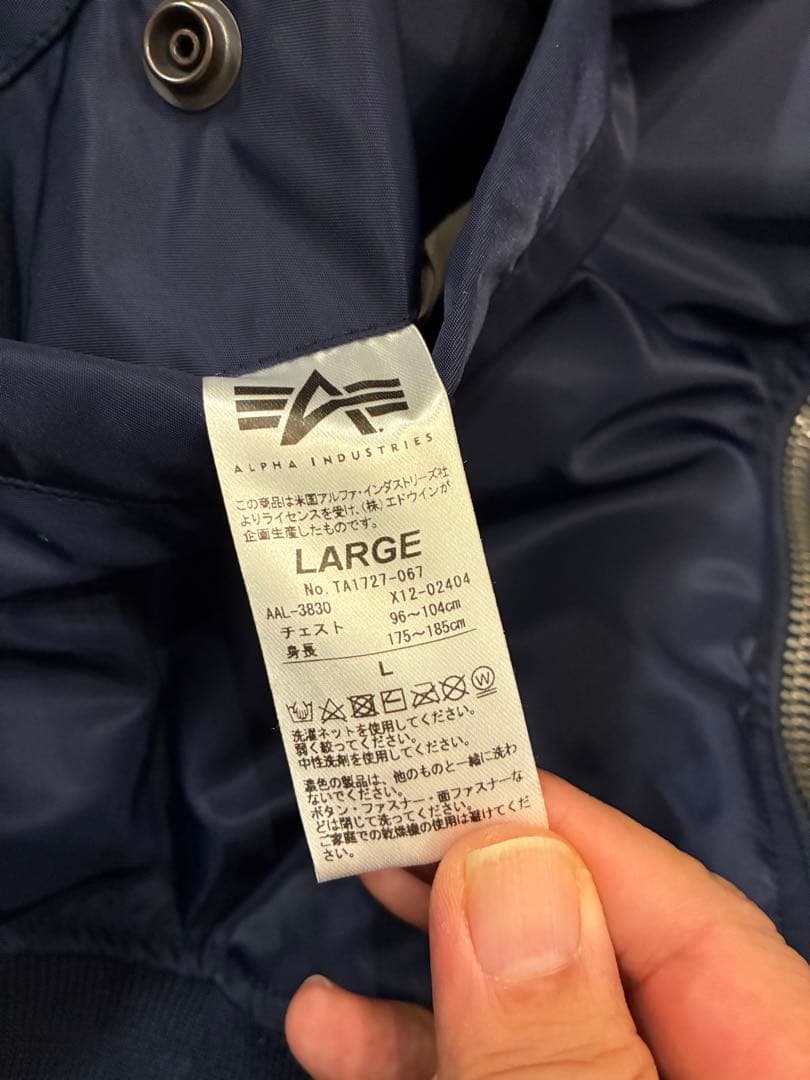 ALPHA INDUSTRIES
この商品は米国アルファ・インダストリーズ社
よりライセンスを受け、(株)エドウインが
企画生産したものです。
LARGE
No. TA1727-067
AAL-3830 X12-02404
チェスト 96~104cm
身長 175~185cm
L
W
洗濯ネットを使用してください。
弱く絞ってください。
中性洗剤を使用してください。
濃色の製品は、他のものと一緒に洗わ
ないでください。
ボタン・ファスナー・面ファスナーな
どは閉じて洗ってください。
ご家庭での乾燥機の使用は避けてくだ
さい。